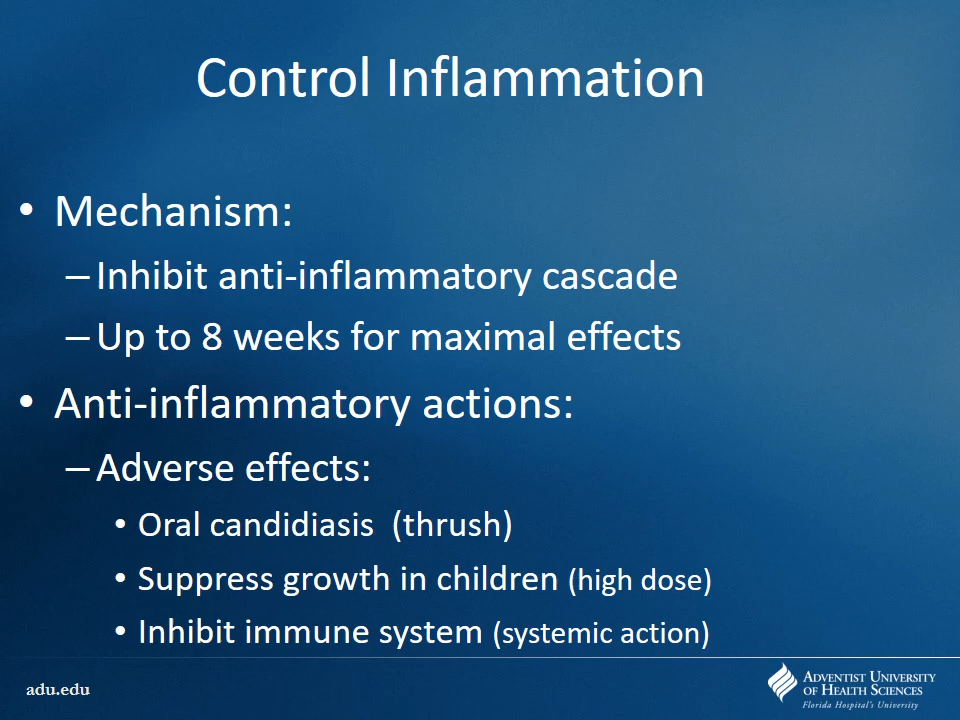 Control Inflammation
• Mechanism:
–Inhibit anti-inflammatory cascade
–Up to 8 weeks for maximal effects
• Anti-inflammatory actions:
–Adverse effects:
• Oral candidiasis  (thrush)
• Suppress growth in children (high dose)
• Inhibit immune system (systemic action)
adu.edu
ADVENTIST UNIVERSITY
OF HEALTH SCIENCES
Florida Hospital's University